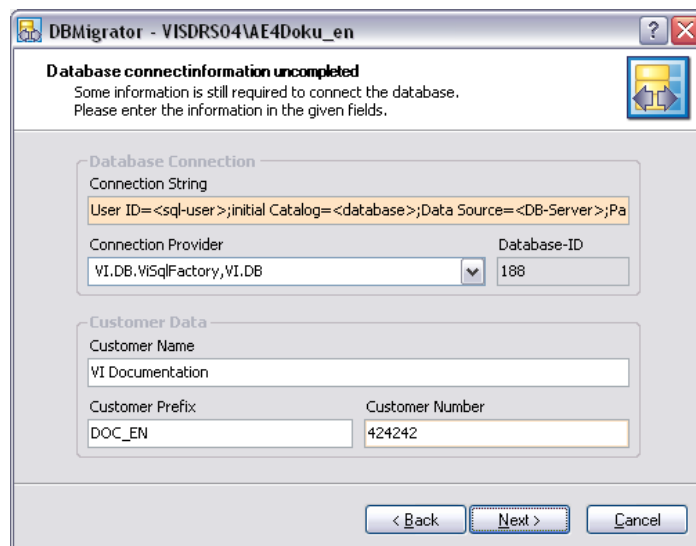 DBMigrator - VISDRS04\AE4Doku_en
Database connectinformation uncompleted
Some information is still required to connect the database.
Please enter the information in the given fields.
Database Connection
Connection String
User ID=<sql-user>;initial Catalog=<database>;Data Source=<DB-Server>;Pa
Connection Provider Database-ID
VI.DB.ViSqlFactory,VI.DB 188
Customer Data
Customer Name
VI Documentation
Customer Prefix Customer Number
DOC_EN 424242
< Back Next > Cancel